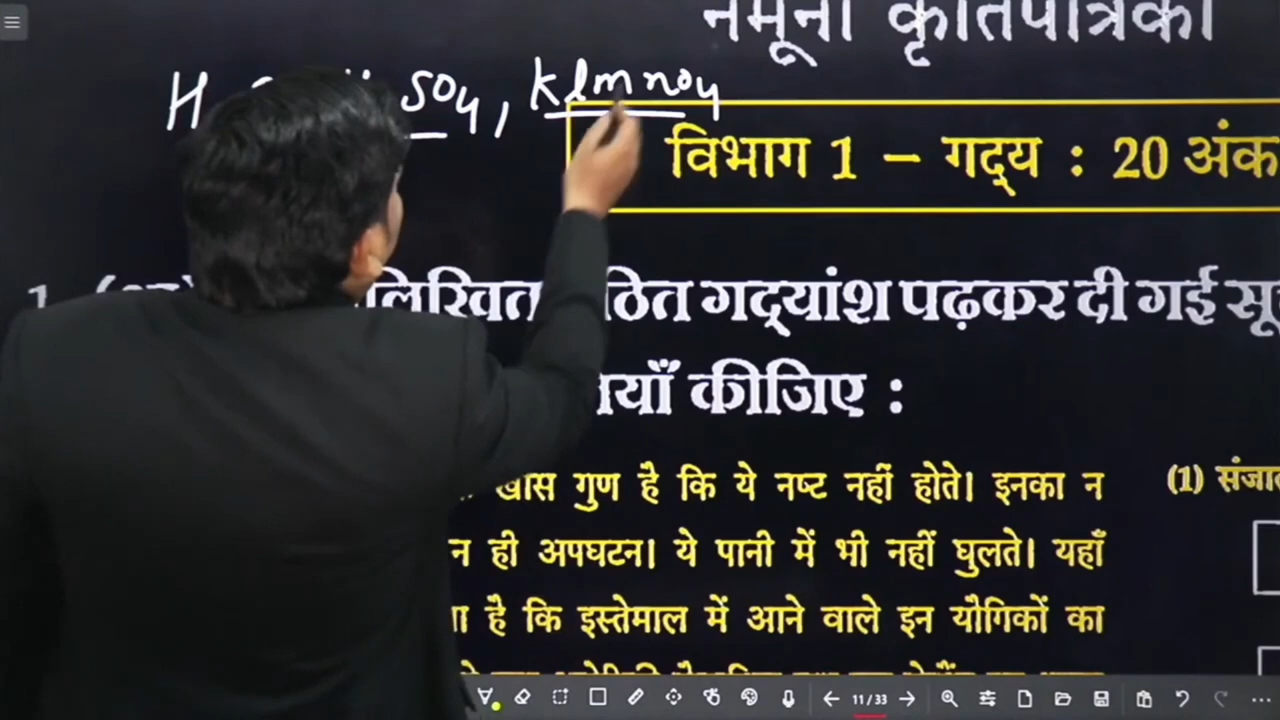 नमूना कृतिपत्रिका
H SO4, klmno4
विभाग 1 – गद्य : 20 अंक
गद्यांश पढ़कर दी गई
कीजिए :
खास गुण है कि ये नष्ट नहीं होते। इनका न
न ही अपघटन। ये पानी में भी नहीं घुलते। यहाँ
है कि इस्तेमाल में आने वाले इन यौगिकों का
(1)
11/33